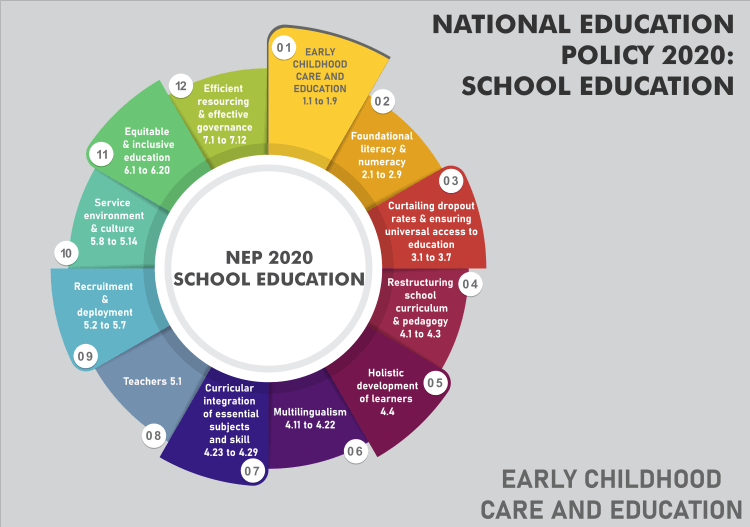 NATIONAL EDUCATION
POLICY 2020:
SCHOOL EDUCATION
01
EARLY
CHILDHOOD
CARE AND
EDUCATION
1.1 to 1.9
02
Foundational
literacy &
numeracy
2.1 to 2.9
03
Curtailing dropout
rates & ensuring
universal access to
education
3.1 to 3.7
04
Restructuring
school
curriculum
& pedagogy
4.1 to 4.3
05
Holistic
development
of learners
4.4
06
Multilingualism
4.11 to 4.22
07
Curricular
integration
of essential
subjects
and skill
4.23 to 4.29
08
Teachers 5.1
09
Recruitment
&
deployment
5.2 to 5.7
10
Service
environment
& culture
5.8 to 5.14
11
Equitable
& inclusive
education
6.1 to 6.20
12
Efficient
resourcing
& effective
governance
7.1 to 7.12
NEP 2020
SCHOOL EDUCATION
EARLY CHILDHOOD
CARE AND EDUCATION